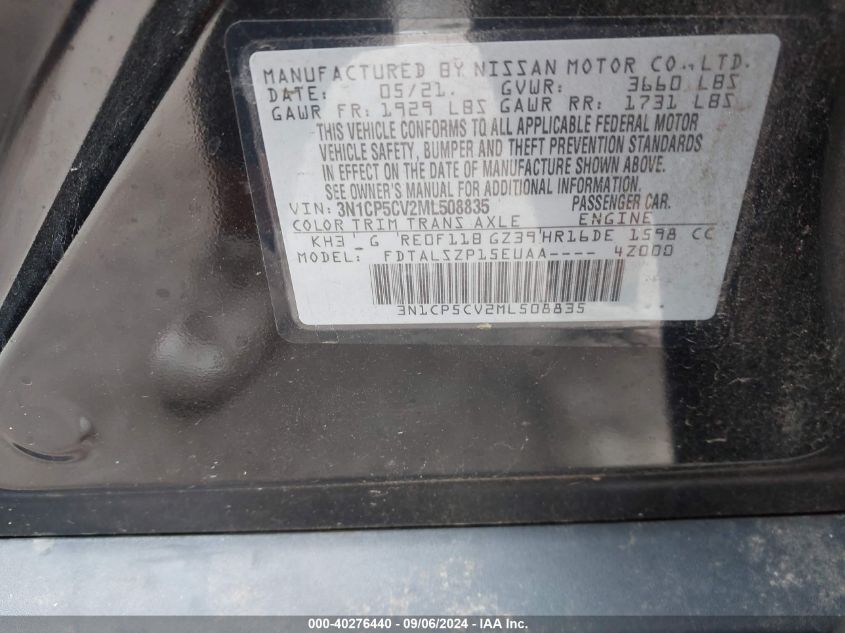 MANUFACTURED BY NISSAN MOTOR CO.,LTD.
DATE: 05/21. GVWR: 3660 LBS
GAWR FR: 1929 LBS GAWR RR: 1731 LBS
THIS VEHICLE CONFORMS TO ALL APPLICABLE FEDERAL MOTOR
VEHICLE SAFETY, BUMPER AND THEFT PREVENTION STANDARDS
IN EFFECT ON THE DATE OF MANUFACTURE SHOWN ABOVE.
SEE OWNER'S MANUAL FOR ADDITIONAL INFORMATION
VIN: 3N1CP5CV2ML508835 PASSENGER CAR.
COLOR TRIM TRANS AXLE ENGINE
KH3 G RE0F11B GZ39 HR16DE 1598 CC
MODEL: FDTALSZP15EUAA---- 4Z000
3N1CP5CV2ML508835
000-40276440 - 09/06/2024 - IAA Inc.